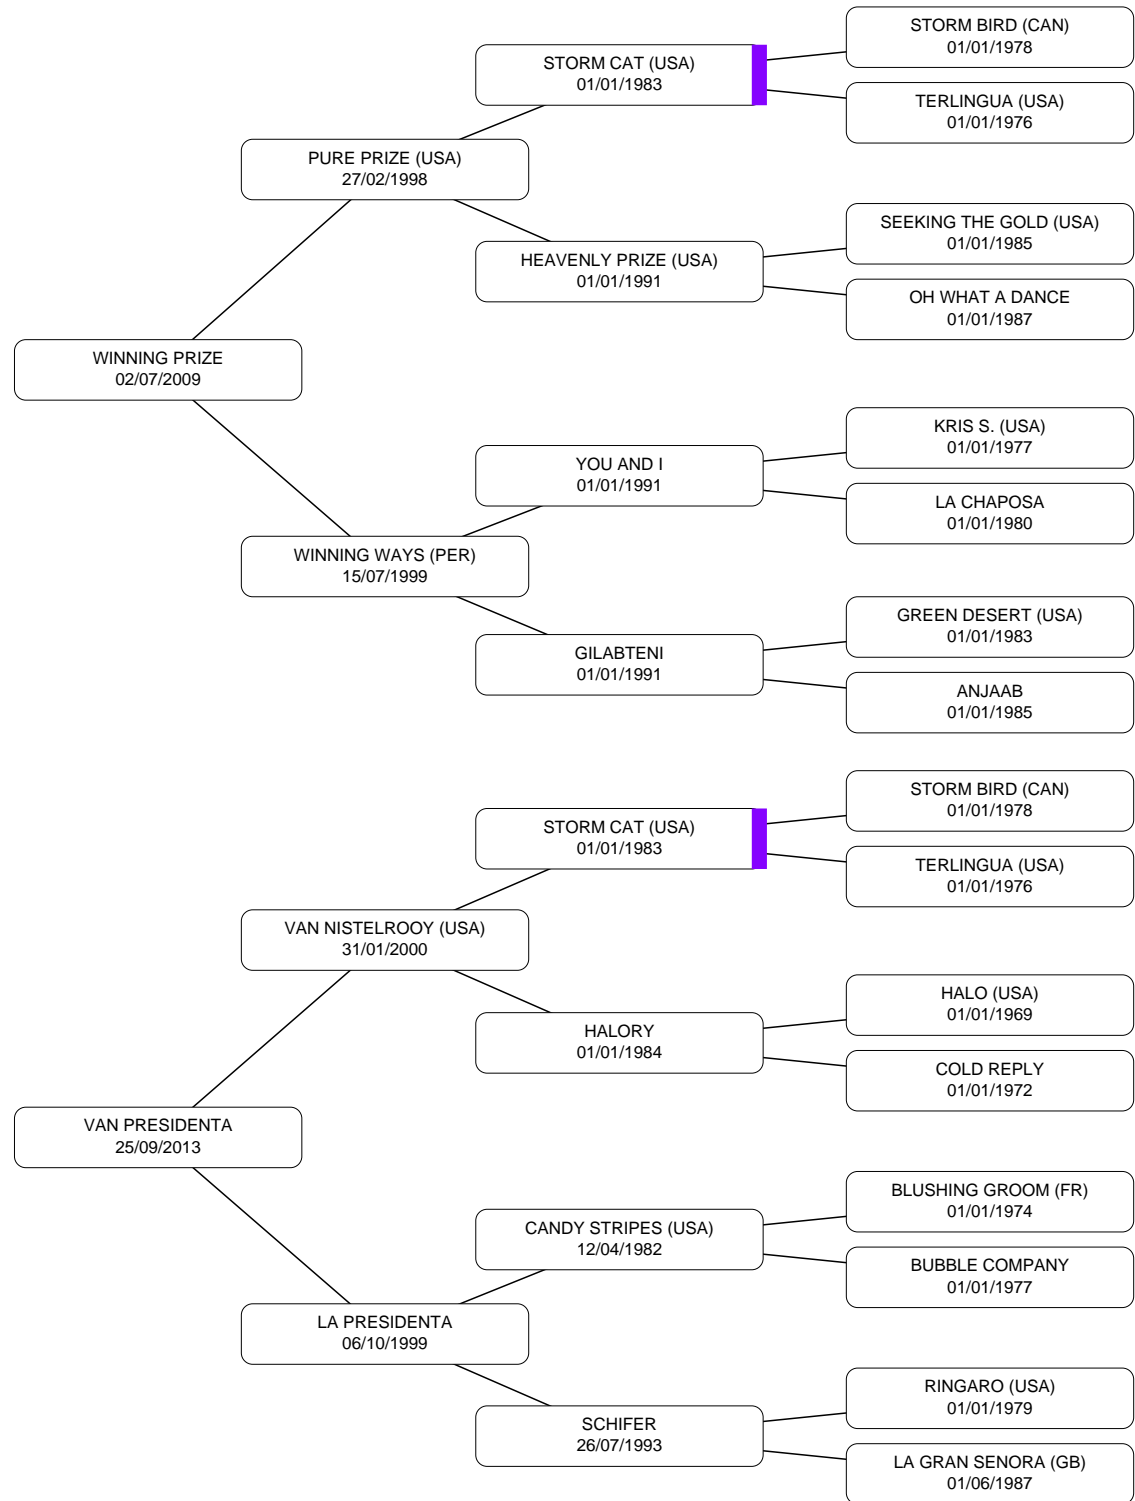 STORM BIRD (CAN)
01/01/1978
STORM CAT (USA)
01/01/1983
TERLINGUA (USA)
01/01/1976
PURE PRIZE (USA)
27/02/1998
SEEKING THE GOLD (USA)
01/01/1985
HEAVENLY PRIZE (USA)
01/01/1991
OH WHAT A DANCE
01/01/1987
WINNING PRIZE
02/07/2009
KRIS S. (USA)
01/01/1977
YOU AND I
01/01/1991
LA CHAPOSA
01/01/1980
WINNING WAYS (PER)
15/07/1999
GREEN DESERT (USA)
01/01/1983
GILABTENI
01/01/1991
ANJAAB
01/01/1985
STORM BIRD (CAN)
01/01/1978
STORM CAT (USA)
01/01/1983
TERLINGUA (USA)
01/01/1976
VAN NISTELROOY (USA)
31/01/2000
HALO (USA)
01/01/1969
HALORY
01/01/1984
COLD REPLY
01/01/1972
VAN PRESIDENTA
25/09/2013
BLUSHING GROOM (FR)
01/01/1974
CANDY STRIPES (USA)
12/04/1982
BUBBLE COMPANY
01/01/1977
LA PRESIDENTA
06/10/1999
RINGARO (USA)
01/01/1979
SCHIFER
26/07/1993
LA GRAN SENORA (GB)
01/06/1987